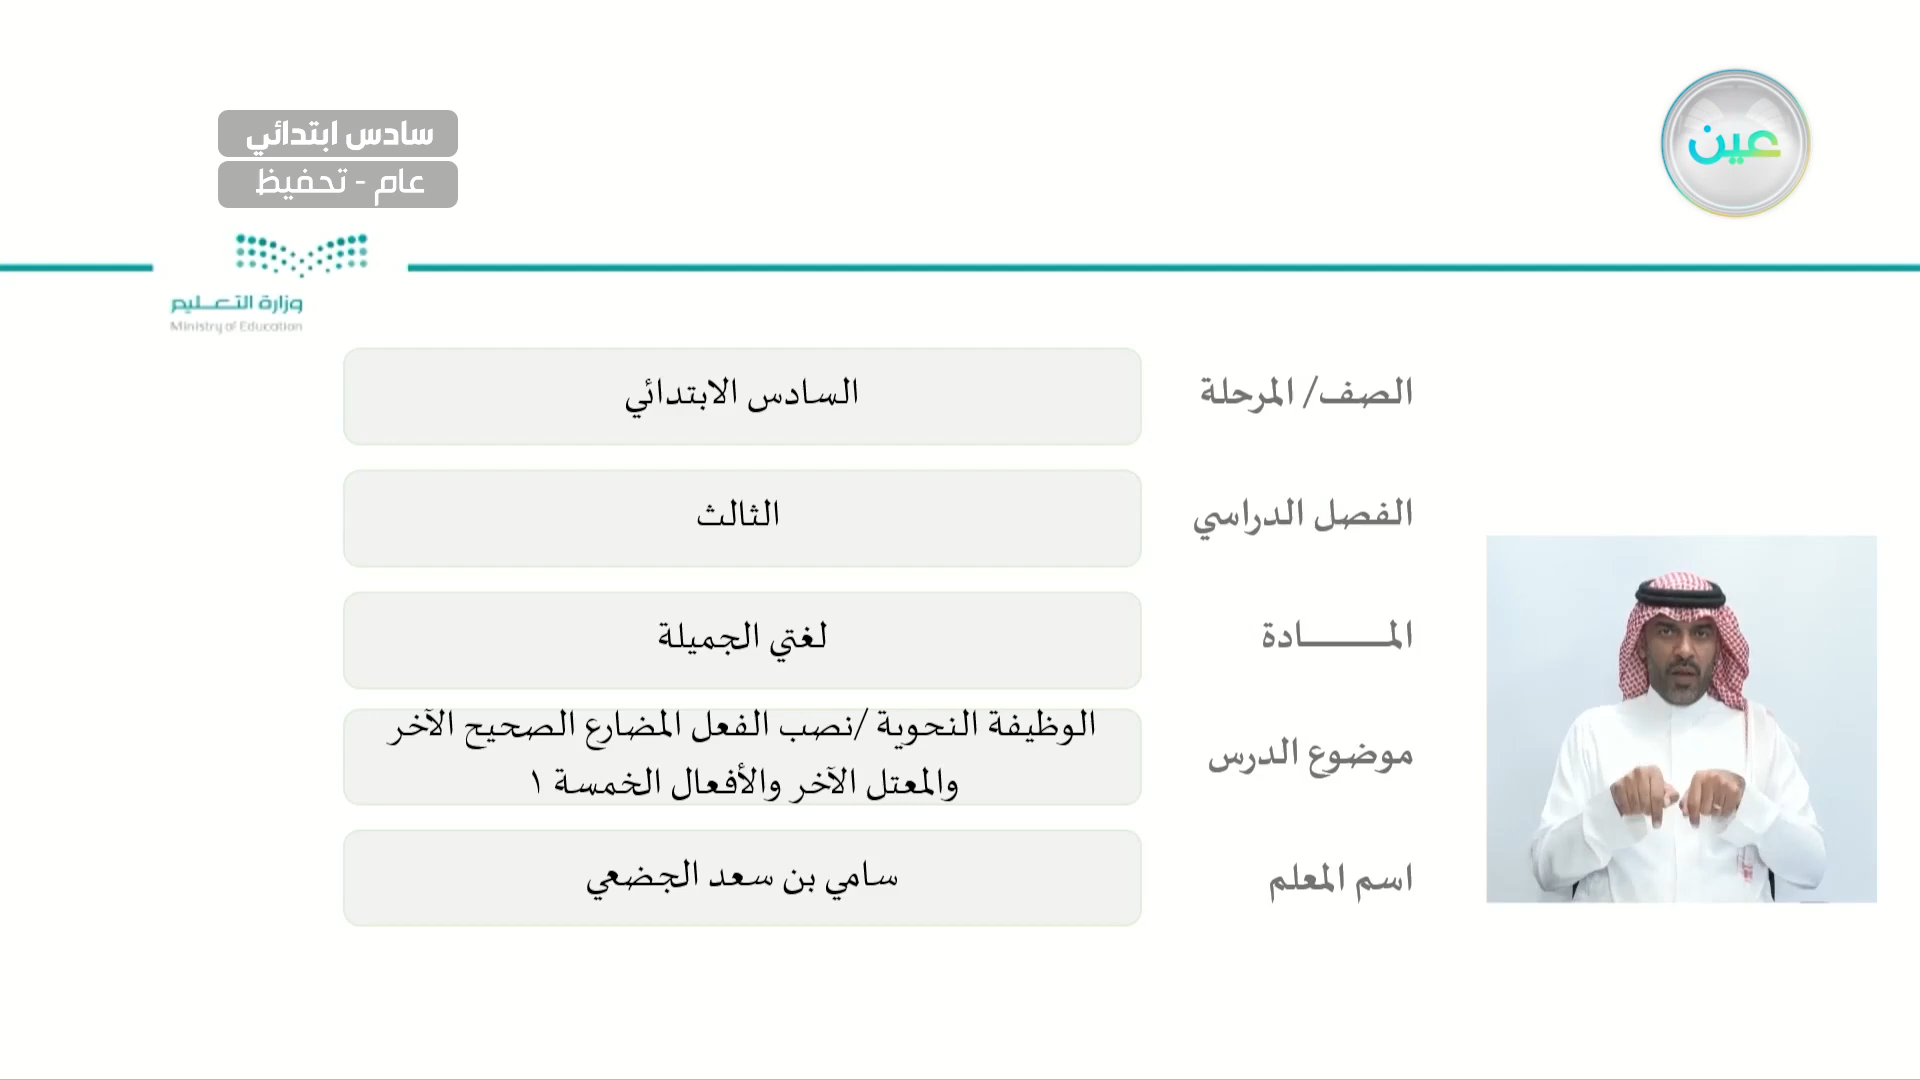 سادس ابتدائي
عام - تحفيظ
عين
وزارة التعليم
Ministry of Education
الصف/ المرحلة
السادس الابتدائي
الفصل الدراسي
الثالث
المـــــــــادة
لغتي الجميلة
موضوع الدرس
الوظيفة النحوية /نصب الفعل المضارع الصحيح الآخر
والمعتل الآخر والأفعال الخمسة ١
اسم المعلم
سامي بن سعد الجضعي